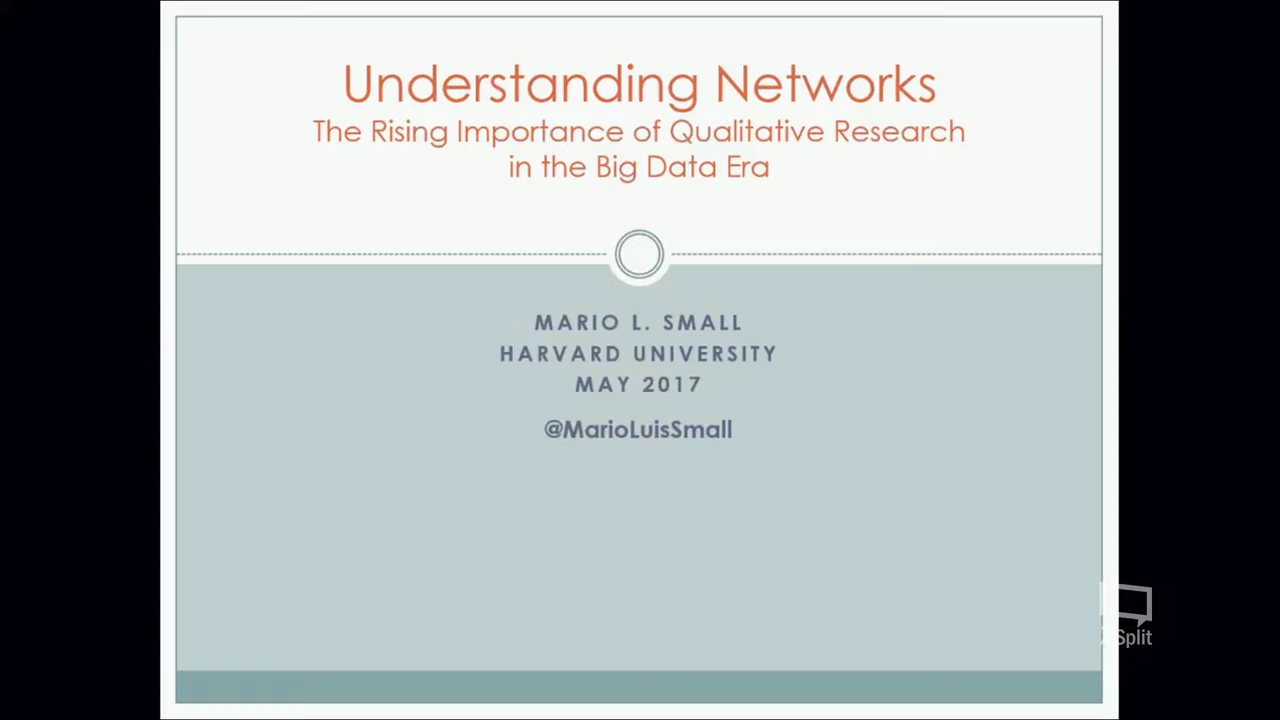 Understanding Networks
The Rising Importance of Qualitative Research
in the Big Data Era
MARIO L. SMALL
HARVARD UNIVERSITY
MAY 2017
@MarioLuisSmall
XSplit